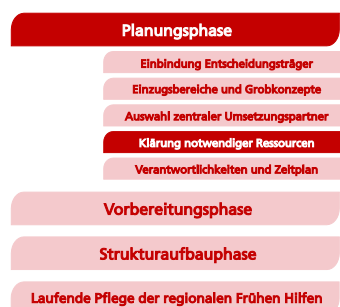 Planungsphase
Einbindung Entscheidungsträger
Einzugsbereiche und Grobkonzepte
Auswahl zentraler Umsetzungspartner
Klärung notwendiger Ressourcen
Verantwortlichkeiten und Zeitplan
Vorbereitungsphase
Strukturaufbauphase
Laufende Pflege der regionalen Frühen Hilfen